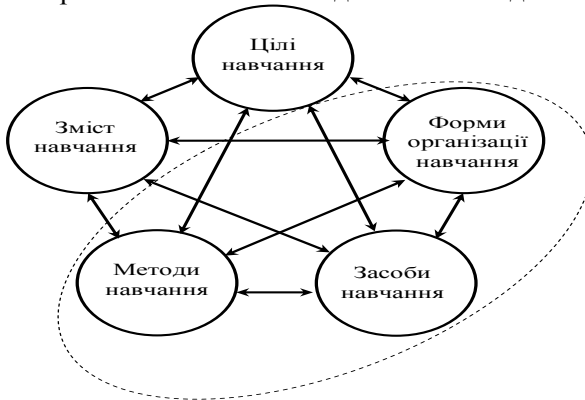 Цілі
навчання
Зміст
навчання
Форми
організації
навчання
Методи
навчання
Засоби
навчання